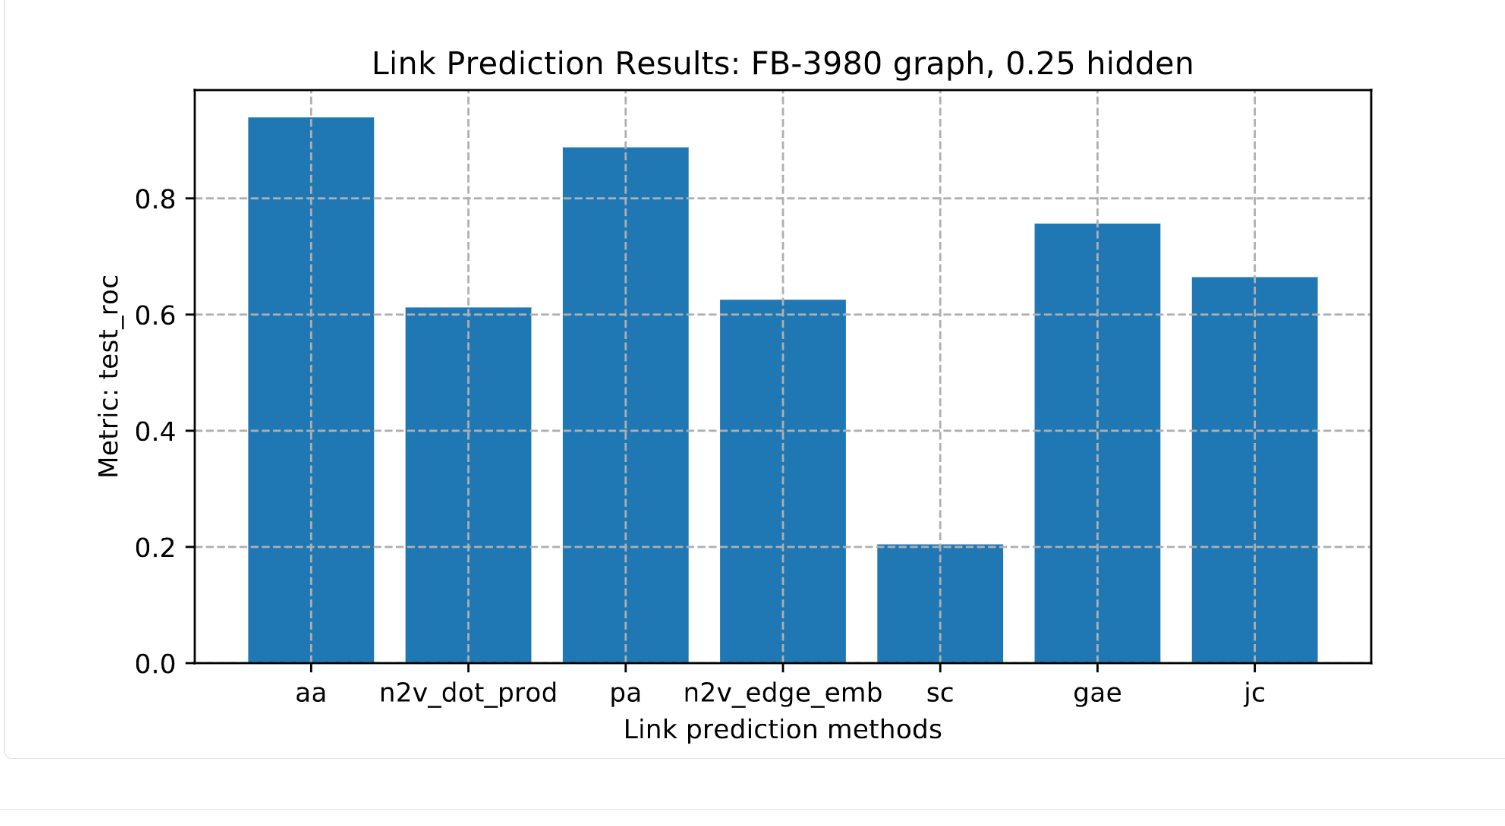 Link Prediction Results: FB-3980 graph, 0.25 hidden
Metric: test_roc
0.8
0.6
0.4
0.2
0.0
aa n2v_dot_prod pa n2v_edge_emb sc gae jc
Link prediction methods